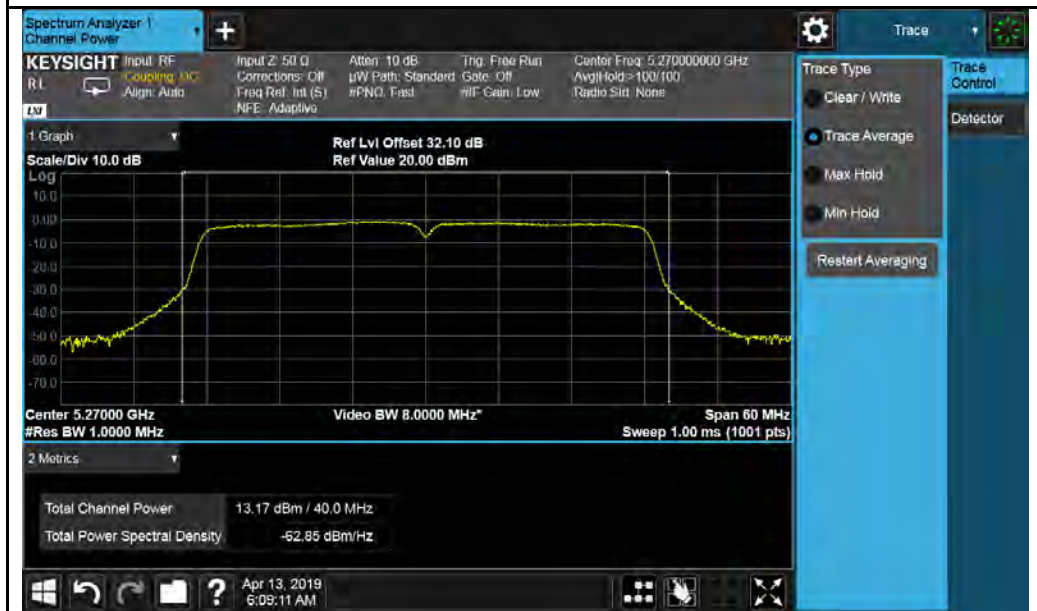 Spectrum Analyzer 1
Channel Power
+
Trace
KEYSIGHT
R L
LXI
Input: RF
Coupling: DC
Align: Auto
Input Z: 50 Ω
Corrections: Off
Freq Ref: Int (S)
NFE: Adaptive
Atten: 10 dB
µW Path: Standard
#PNO: Fast
Trig: Free Run
Gate: Off
#IF Gain: Low
Center Freq: 5.270000000 GHz
Avg|Hold:>100/100
Radio Std: None
Trace Type
Clear / Write
Trace Average
Max Hold
Min Hold
Restart Averaging
Trace
Control
Detector
1 Graph
Scale/Div 10.0 dB
Ref Lvl Offset 32.10 dB
Ref Value 20.00 dBm
Log
10.0
0.00
-10.0
-20.0
-30.0
-40.0
-50.0
-60.0
-70.0
Center 5.27000 GHz
#Res BW 1.0000 MHz
Video BW 8.0000 MHz*
Span 60 MHz
Sweep 1.00 ms (1001 pts)
2 Metrics
Total Channel Power 13.17 dBm / 40.0 MHz
Total Power Spectral Density -62.85 dBm/Hz
?
Apr 13, 2019
6:09:11 AM